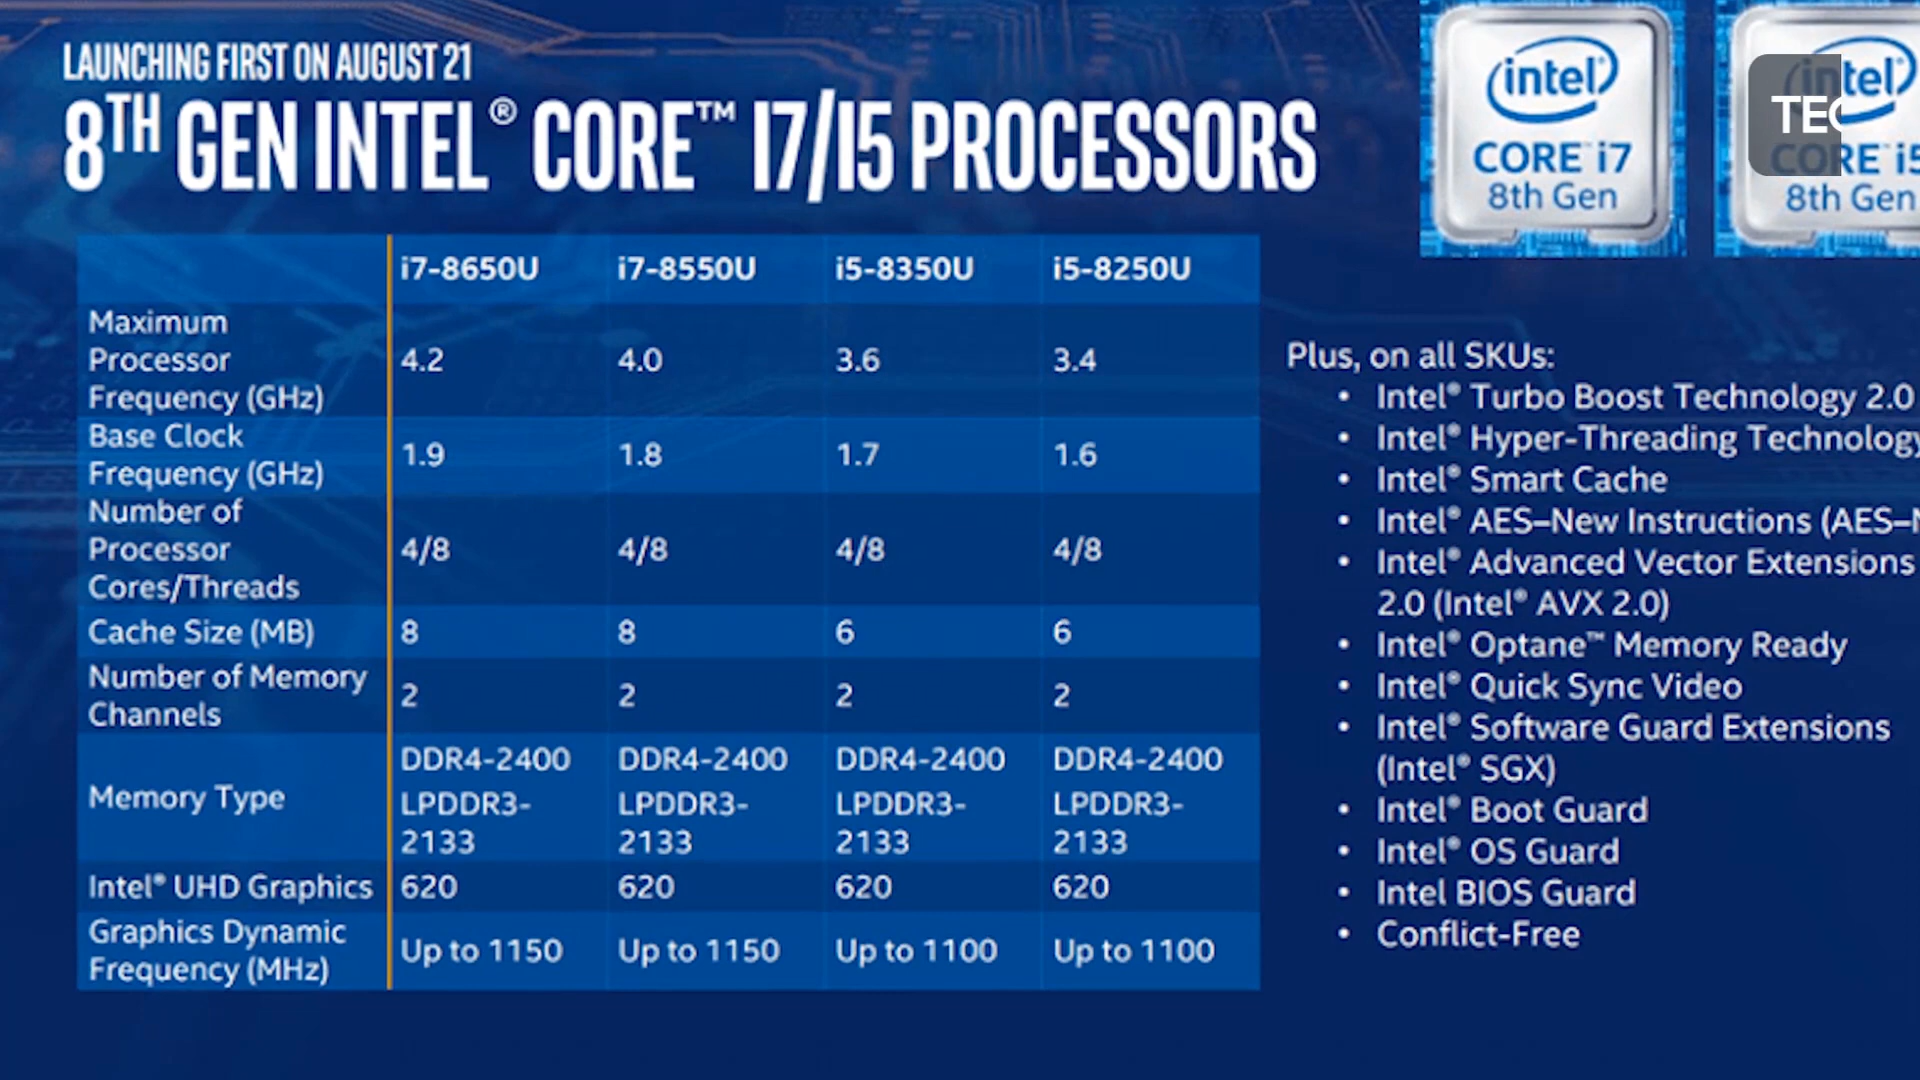 LAUNCHING FIRST ON AUGUST 21
8TH GEN INTEL® CORE™ I7/I5 PROCESSORS
intel
CORE i7
8th Gen
intel
CORE i5
8th Gen
i7-8650U i7-8550U i5-8350U i5-8250U
Maximum
Processor
Frequency (GHz)
4.2 4.0 3.6 3.4
Base Clock
Frequency (GHz)
1.9 1.8 1.7 1.6
Number of
Processor
Cores/Threads
4/8 4/8 4/8 4/8
Cache Size (MB) 8 8 6 6
Number of Memory
Channels
2 2 2 2
Memory Type
DDR4-2400 DDR4-2400 DDR4-2400 DDR4-2400
LPDDR3- LPDDR3- LPDDR3- LPDDR3-
2133 2133 2133 2133
Intel® UHD Graphics 620 620 620 620
Graphics Dynamic
Frequency (MHz)
Up to 1150 Up to 1150 Up to 1100 Up to 1100
Plus, on all SKUs:
• Intel® Turbo Boost Technology 2.0
• Intel® Hyper-Threading Technology
• Intel® Smart Cache
• Intel® AES–New Instructions (AES–
• Intel® Advanced Vector Extensions
2.0 (Intel® AVX 2.0)
• Intel® Optane™ Memory Ready
• Intel® Quick Sync Video
• Intel® Software Guard Extensions
(Intel® SGX)
• Intel® Boot Guard
• Intel® OS Guard
• Intel BIOS Guard
• Conflict-Free